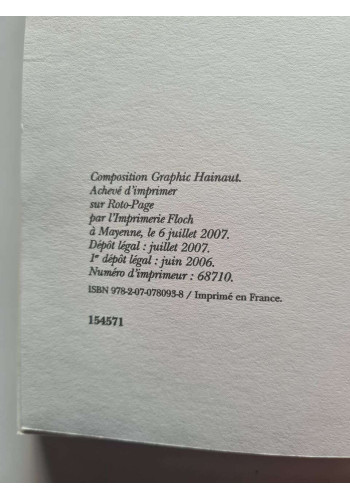 Composition Graphic Hainaut.
Achevé d'imprimer
sur Roto-Page
par l'Imprimerie Floch
à Mayenne, le 6 juillet 2007.
Dépôt légal : juillet 2007.
1er dépôt légal : juin 2006.
Numéro d'imprimeur : 68710.
ISBN 978-2-07-078093-8 / Imprimé en France.
154571